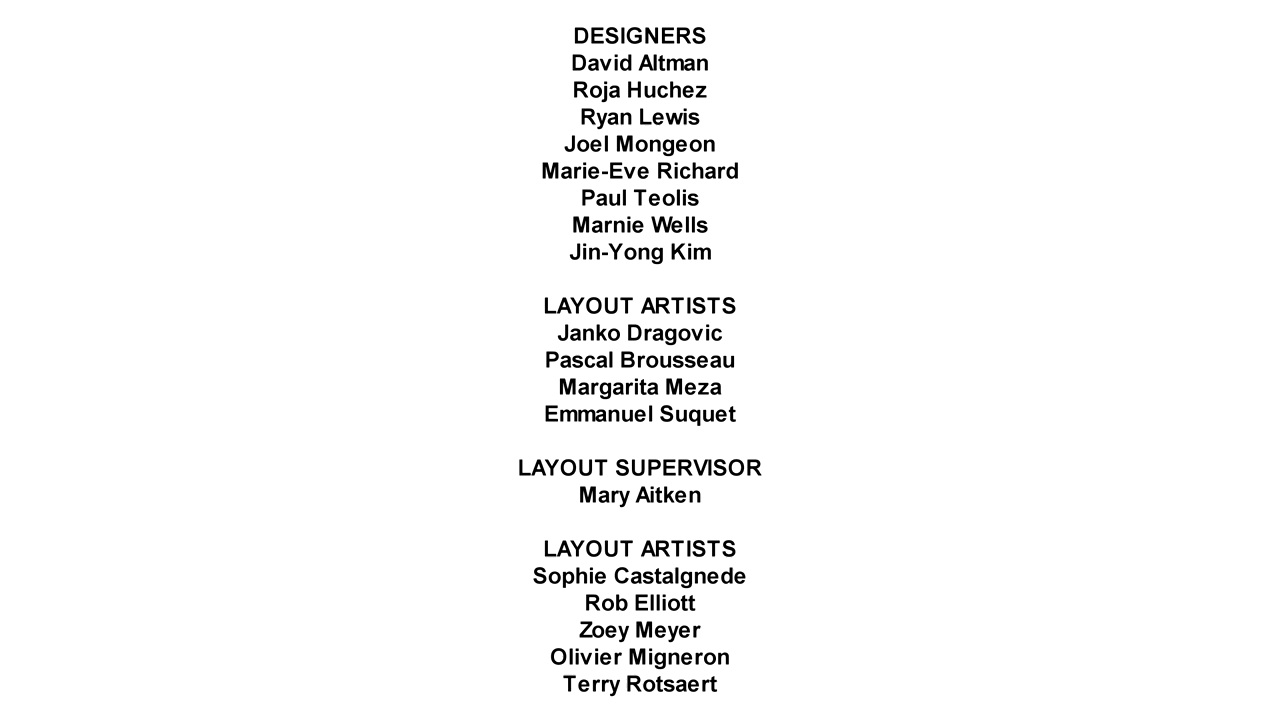 DESIGNERS
David Altman
Roja Huchez
Ryan Lewis
Joel Mongeon
Marie-Eve Richard
Paul Teolis
Marnie Wells
Jin-Yong Kim
LAYOUT ARTISTS
Janko Dragovic
Pascal Brousseau
Margarita Meza
Emmanuel Suquet
LAYOUT SUPERVISOR
Mary Aitken
LAYOUT ARTISTS
Sophie Castalgnede
Rob Elliott
Zoey Meyer
Olivier Migneron
Terry Rotsaert